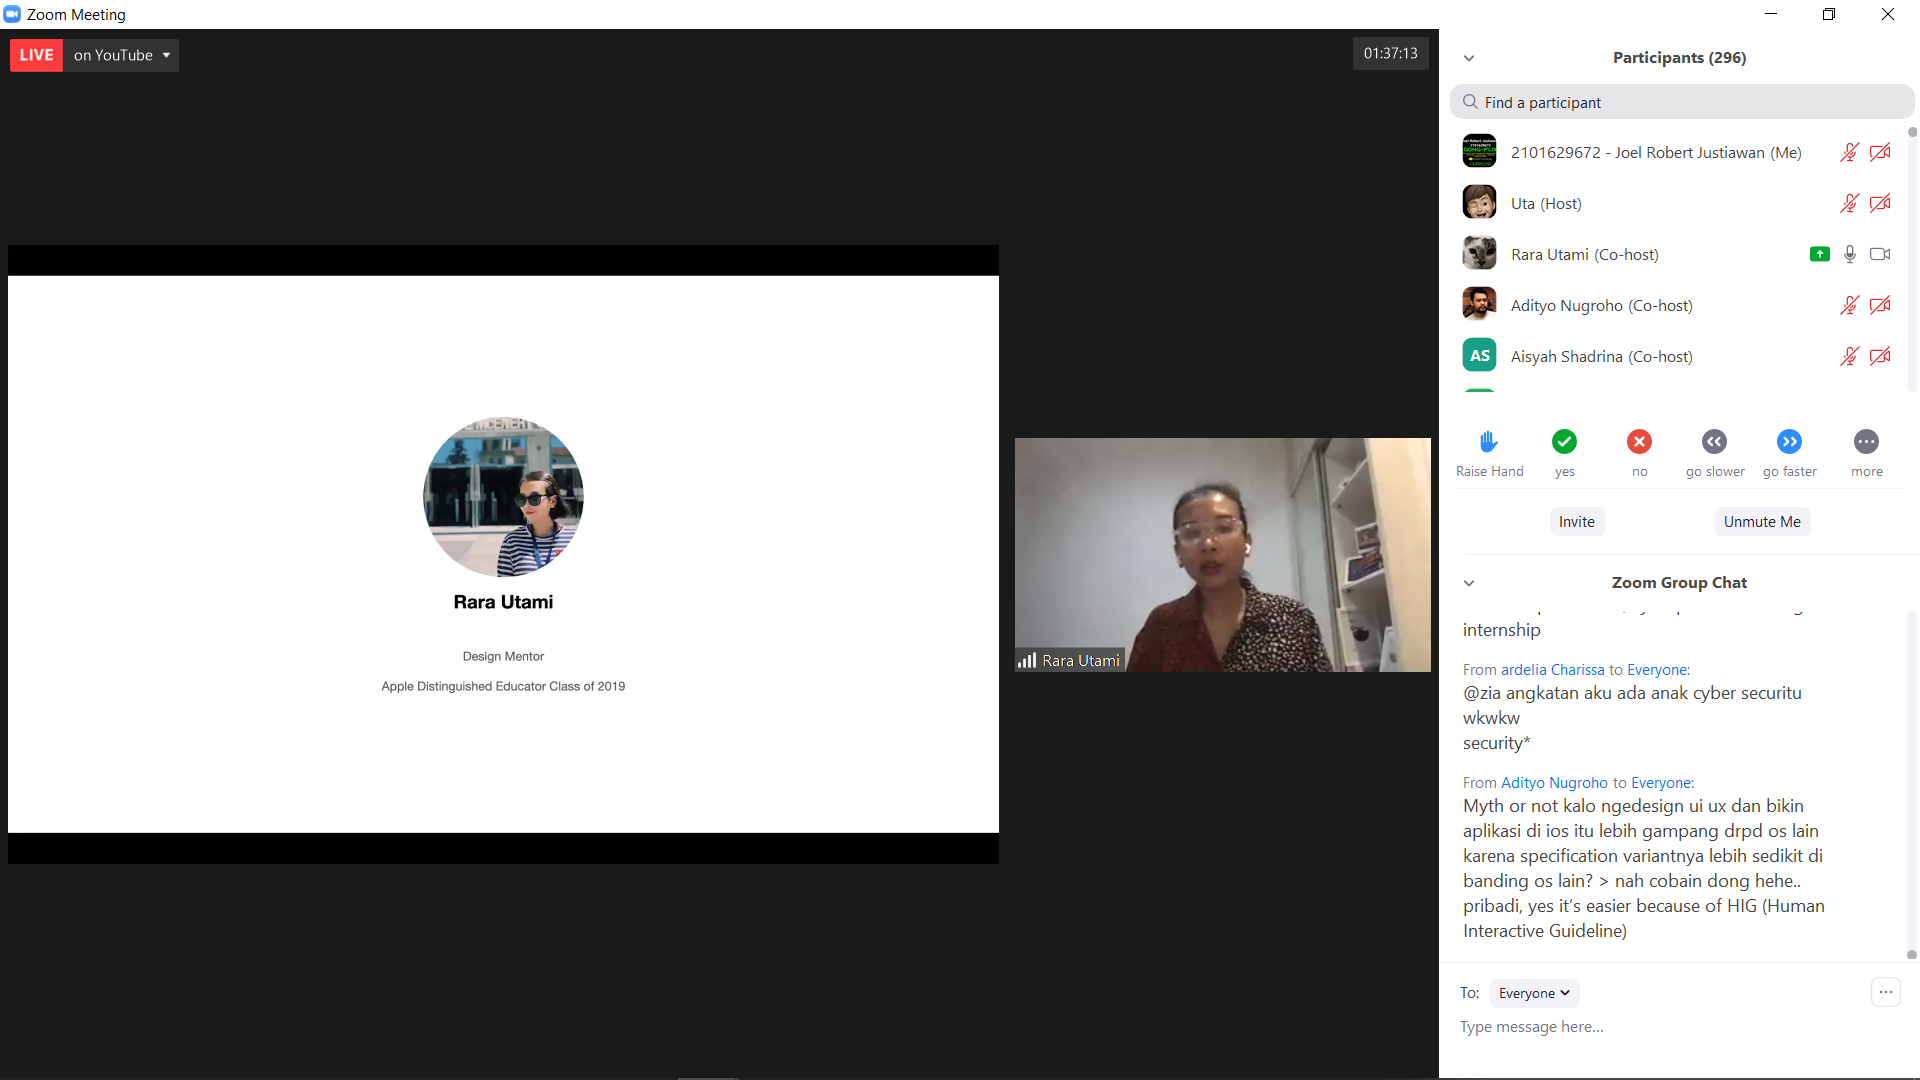 Zoom Meeting
LIVE
on YouTube
01:37:13
Rara Utami
Design Mentor
Apple Distinguished Educator Class of 2019
Rara Utami
Participants (296)
Find a participant
2101629672 - Joel Robert Justiawan (Me)
Uta (Host)
Rara Utami (Co-host)
Adityo Nugroho (Co-host)
AS
Aisyah Shadrina (Co-host)
Raise Hand
yes
no
go slower
go faster
more
Invite
Unmute Me
Zoom Group Chat
internship
From ardelia Charissa to Everyone:
@zia angkatan aku ada anak cyber securitu
wkwkw
security*
From Adityo Nugroho to Everyone:
Myth or not kalo ngedesign ui ux dan bikin
aplikasi di ios itu lebih gampang drpd os lain
karena specification variantnya lebih sedikit di
banding os lain? > nah cobain dong hehe..
pribadi, yes it's easier because of HIG (Human
Interactive Guideline)
To:
Everyone
Type message here...